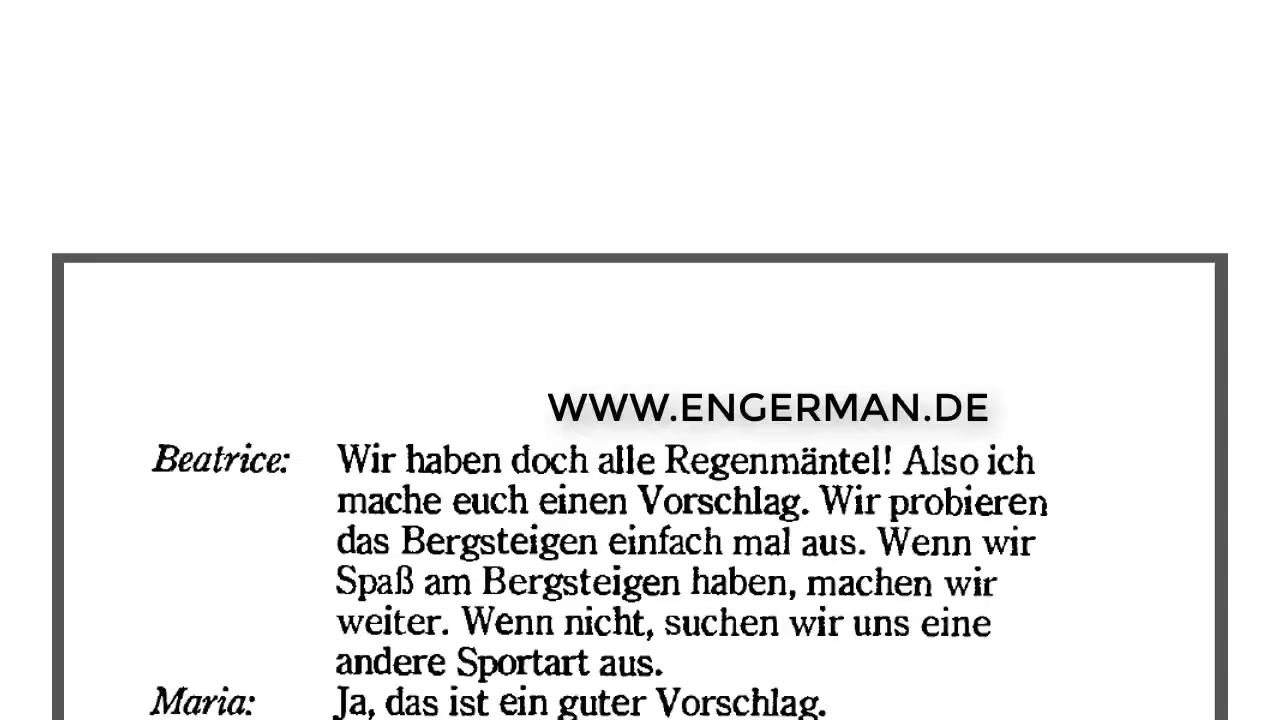 WWW.ENGERMAN.DE
Beatrice: Wir haben doch alle Regenmäntel! Also ich
mache euch einen Vorschlag. Wir probieren
das Bergsteigen einfach mal aus. Wenn wir
Spaß am Bergsteigen haben, machen wir
weiter. Wenn nicht, suchen wir uns eine
andere Sportart aus.
Maria: Ja, das ist ein guter Vorschlag.